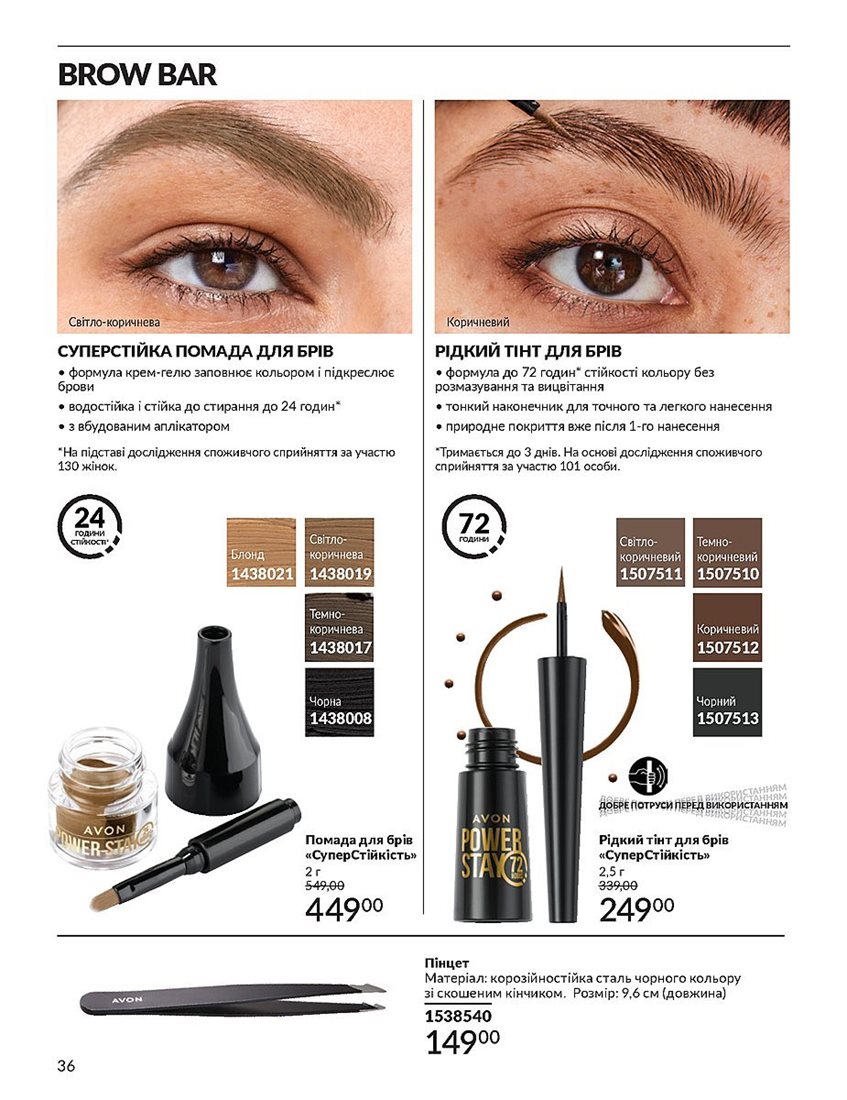 BROW BAR
Світло-коричнева
СУПЕРСТІЙКА ПОМАДА ДЛЯ БРІВ
• формула крем-гелю заповнює кольором і підкреслює
брови
• водостійка і стійка до стирання до 24 годин*
• з вбудованим аплікатором
*На підставі дослідження споживчого сприйняття за участю
130 жінок.
24
ГОДИНИ
СТІЙКОСТІ*
Блонд
1438021
Світло-
коричнева
1438019
Темно-
коричнева
1438017
Чорна
1438008
AVON
POWER STAY
Помада для брів
«СуперСтійкість»
2 г
549,00
44900
Коричневий
РІДКИЙ ТІНТ ДЛЯ БРІВ
• формула до 72 годин* стійкості кольору без
розмазування та вицвітання
• тонкий наконечник для точного та легкого нанесення
• природне покриття вже після 1-го нанесення
*Тримається до 3 днів. На основі дослідження споживчого
сприйняття за участю 101 особи.
72
ГОДИНИ
Світло-
коричневий
1507511
Темно-
коричневий
1507510
Коричневий
1507512
Чорний
1507513
ДОБРЕ ПОТРУСИ ПЕРЕД ВИКОРИСТАННЯМ
AVON
POWER
STAY
72
HOURS
Рідкий тінт для брів
«СуперСтійкість»
2,5 г
339,00
24900
AVON
Пінцет
Матеріал: корозійностійка сталь чорного кольору
зі скошеним кінчиком. Розмір: 9,6 см (довжина)
1538540
14900
36